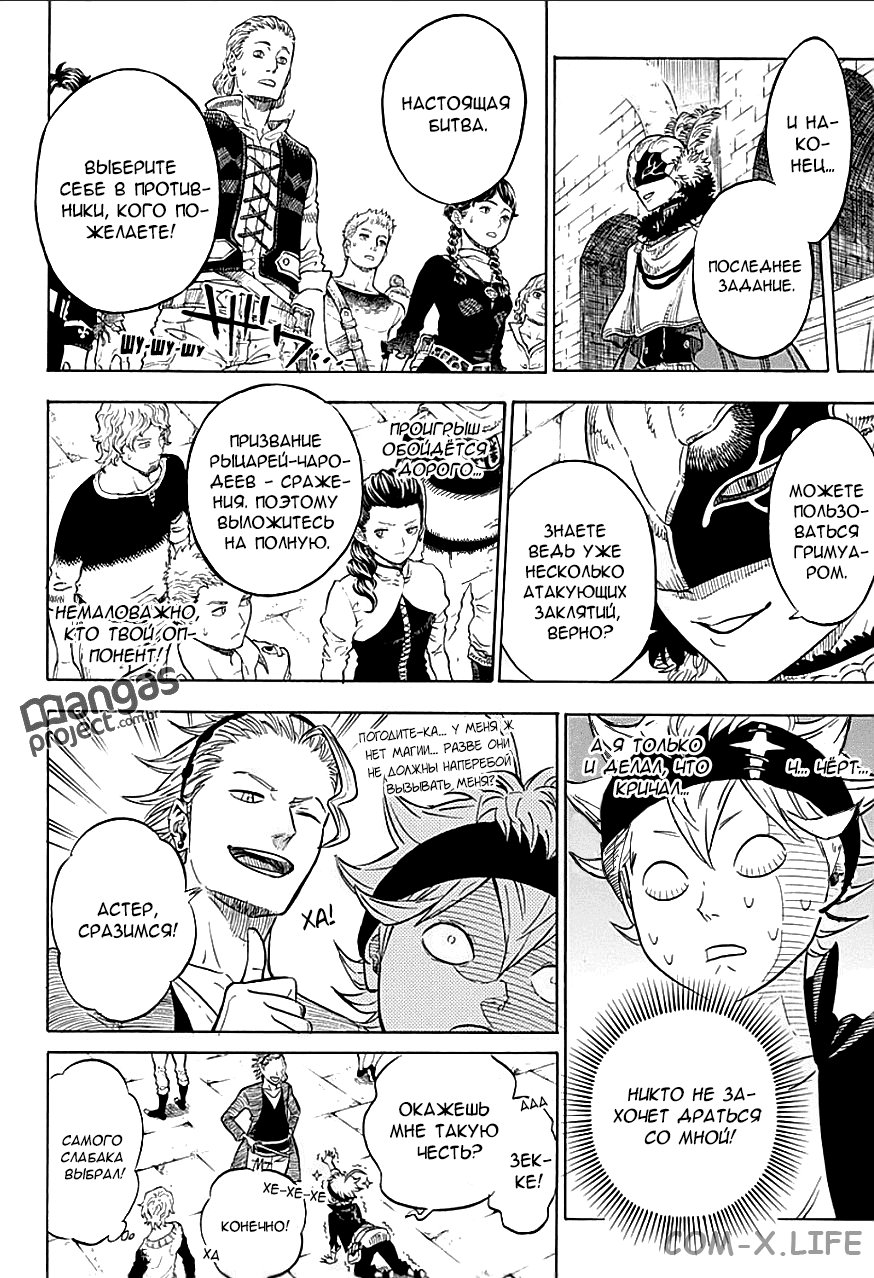 И НА-
КО-
НЕЦ...
ПОСЛЕДНЕЕ
ЗАДАНИЕ.
НАСТОЯЩАЯ
БИТВА.
ВЫБЕРИТЕ
СЕБЕ В ПРОТИВ-
НИКИ, КОГО ПО-
ЖЕЛАЕТЕ!
ШУ-ШУ-ШУ
МОЖЕТЕ
ПОЛЬЗО-
ВАТЬСЯ
ГРИМУА-
РОМ.
ЗНАЕТЕ
ВЕДЬ УЖЕ
НЕСКОЛЬКО
АТАКУЮЩИХ
ЗАКЛЯТИЙ,
ВЕРНО?
ПРОИГРЫШ
ОБОЙДЁТСЯ
ДОРОГО...
ПРИЗВАНИЕ
РЫЦАРЕЙ-ЧАРО-
ДЕЕВ - СРАЖЕ-
НИЯ. ПОЭТОМУ
ВЫЛОЖИТЕСЬ
НА ПОЛНУЮ.
НЕМАЛОВАЖНО
КТО ТВОЙ ОП-
ПОНЕНТ!
mangas
project.com.br
Ч... ЧЁРТ...
А Я ТОЛЬКО
И ДЕЛАЛ, ЧТО
КРИЧАЛ...
НИКТО НЕ ЗА-
ХОЧЕТ ДРАТЬСЯ
СО МНОЙ!
ПОГОДИТЕ-КА... У МЕНЯ Ж
НЕТ МАГИИ... РАЗВЕ ОНИ
НЕ ДОЛЖНЫ НАПЕРЕБОЙ
ВЫЗЫВАТЬ МЕНЯ?
ХА!
АСТЕР,
СРАЗИМСЯ!
ААА
ЗЕК-
КЕ!
ОКАЖЕШЬ
МНЕ ТАКУЮ
ЧЕСТЬ?
ХЕ-ХЕ-ХЕ
КОНЕЧНО!
ХА
САМОГО
СЛАБАКА
ВЫБРАЛ!
COM-X.LIFE